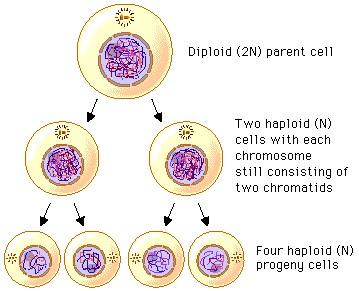 Diploid (2N) parent cell
Two haploid (N)
cells with each
chromosome
still consisting of
two chromatids
Four haploid (N)
progeny cells